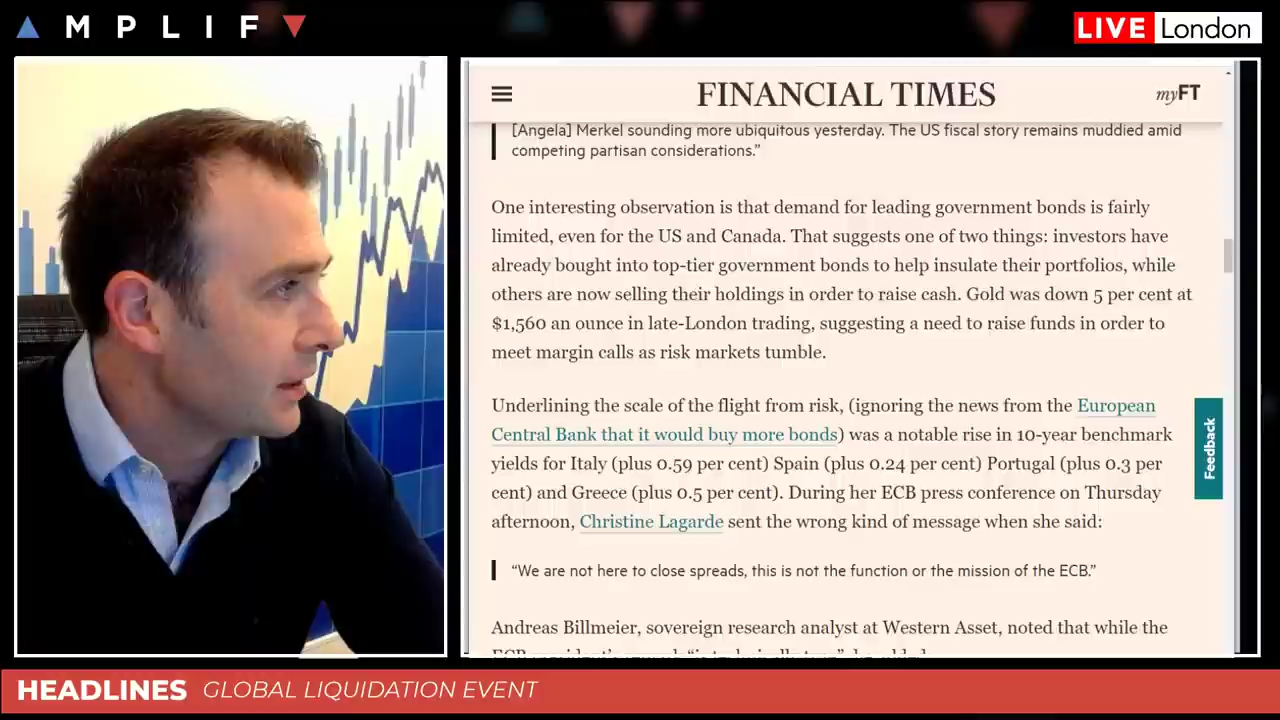 MPLIF
LIVE London
FINANCIAL TIMES
myFT
[Angela] Merkel sounding more ubiquitous yesterday. The US fiscal story remains muddied amid
competing partisan considerations.”
One interesting observation is that demand for leading government bonds is fairly
limited, even for the US and Canada. That suggests one of two things: investors have
already bought into top-tier government bonds to help insulate their portfolios, while
others are now selling their holdings in order to raise cash. Gold was down 5 per cent at
$1,560 an ounce in late-London trading, suggesting a need to raise funds in order to
meet margin calls as risk markets tumble.
Underlining the scale of the flight from risk, (ignoring the news from the European
Central Bank that it would buy more bonds) was a notable rise in 10-year benchmark
yields for Italy (plus 0.59 per cent) Spain (plus 0.24 per cent) Portugal (plus 0.3 per
cent) and Greece (plus 0.5 per cent). During her ECB press conference on Thursday
afternoon, Christine Lagarde sent the wrong kind of message when she said:
“We are not here to close spreads, this is not the function or the mission of the ECB.”
Andreas Billmeier, sovereign research analyst at Western Asset, noted that while the
Feedback
HEADLINES GLOBAL LIQUIDATION EVENT